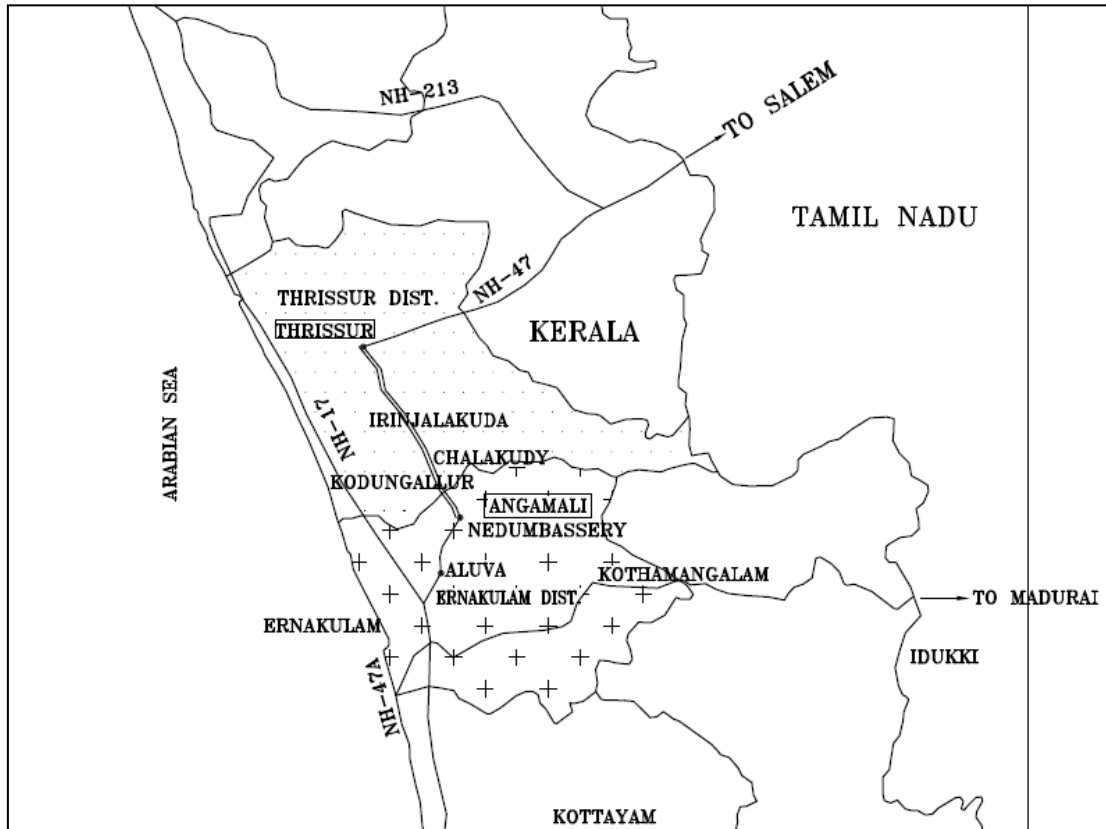 NH-213
TO SALEM
TAMIL NADU
NH-47
THRISSUR DIST.
THRISSUR
KERALA
ARABIAN SEA
NH-17
IRINJALAKUDA
CHALAKUDY
KODUNGALLUR
ANGAMALI
NEDUMBASSERY
ALUVA
KOTHAMANGALAM
ERNAKULAM DIST.
TO MADURAI
ERNAKULAM
IDUKKI
NH-47A
KOTTAYAM